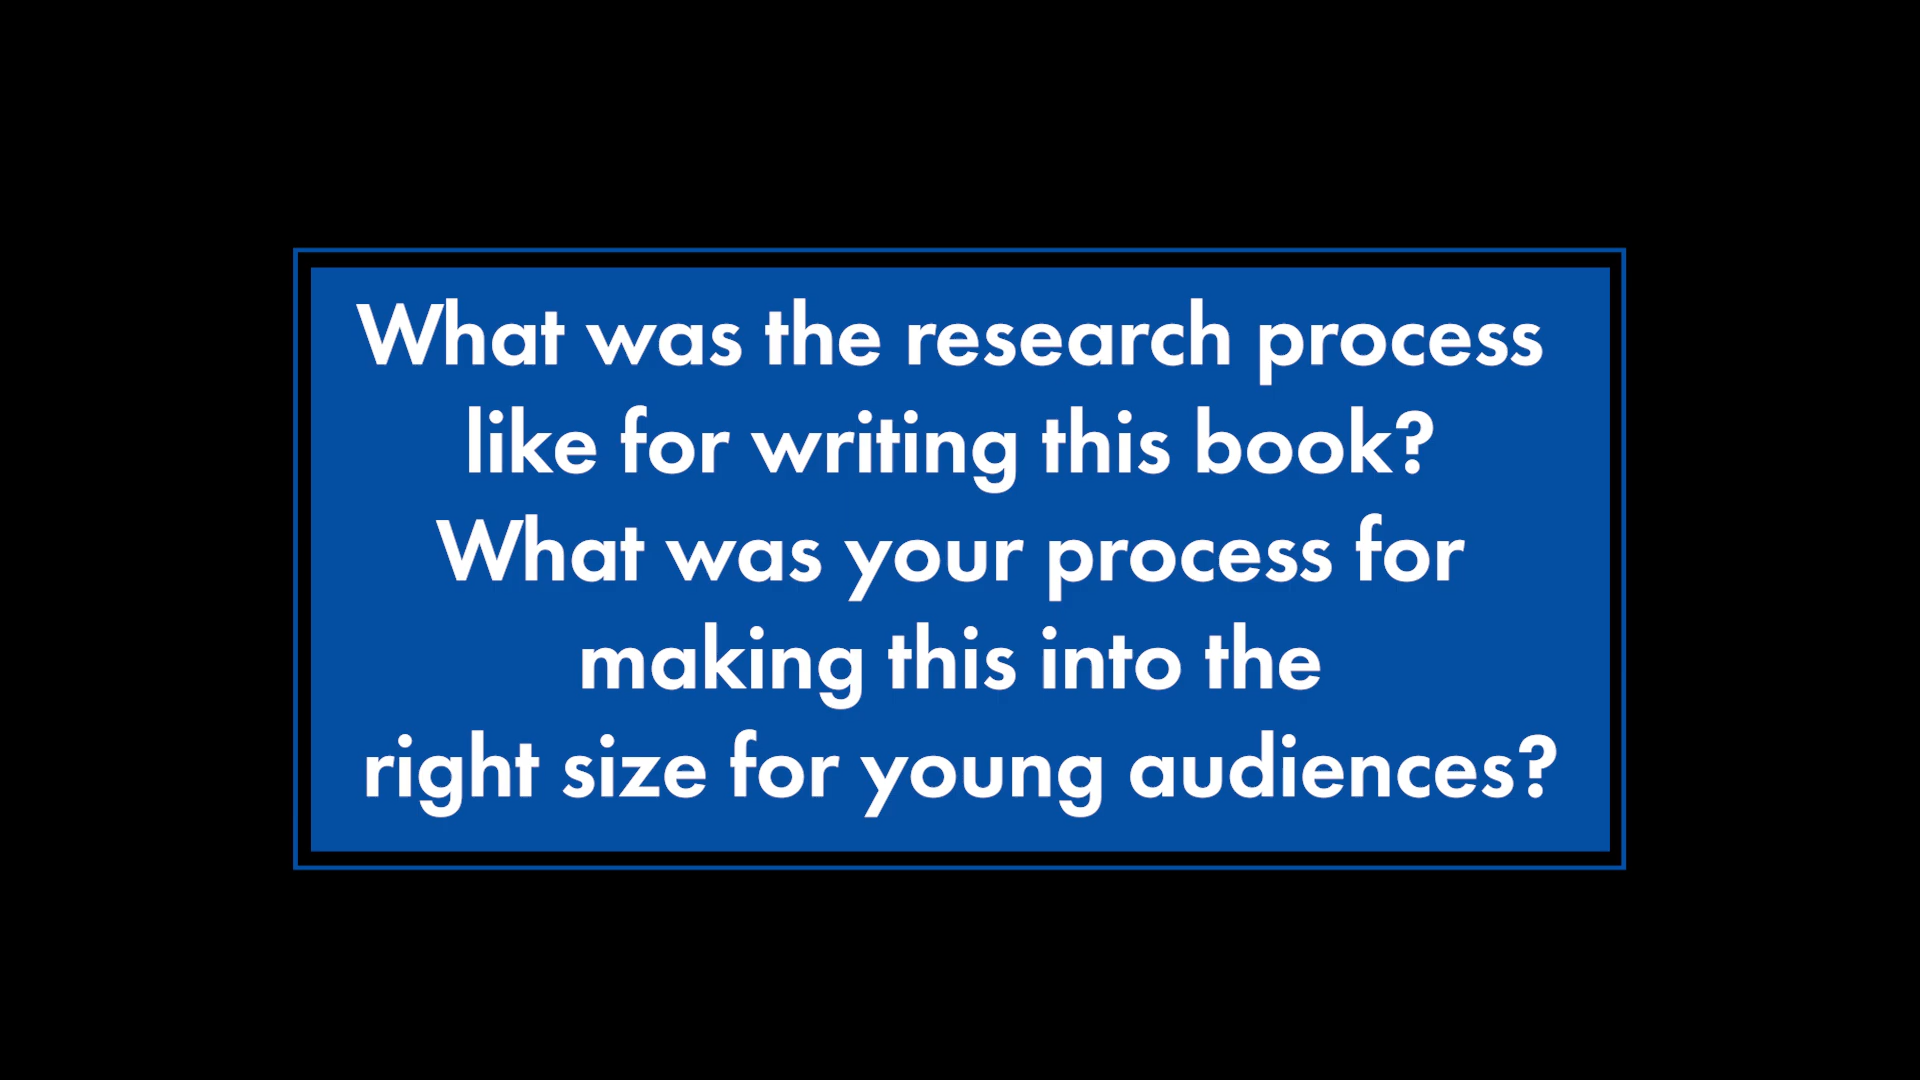 What was the research process
like for writing this book?
What was your process for
making this into the
right size for young audiences?